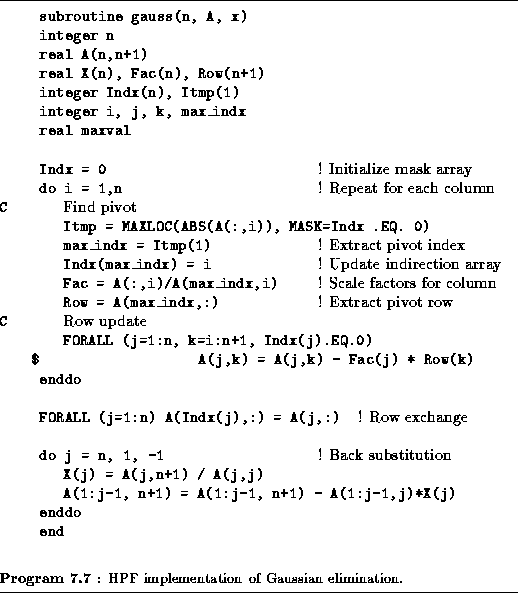 subroutine gauss(n, A, x)
integer n
real A(n,n+1)
real X(n), Fac(n), Row(n+1)
integer Indx(n), Itmp(1)
integer i, j, k, max_indx
real maxval
Indx = 0 ! Initialize mask array
do i = 1,n ! Repeat for each column
C Find pivot
Itmp = MAXLOC(ABS(A(:,i)), MASK=Indx .EQ. 0)
max_indx = Itmp(1) ! Extract pivot index
Indx(max_indx) = i ! Update indirection array
Fac = A(:,i)/A(max_indx,i) ! Scale factors for column
Row = A(max_indx,:) ! Extract pivot row
C Row update
FORALL (j=1:n, k=i:n+1, Indx(j).EQ.0)
$ A(j,k) = A(j,k) - Fac(j) * Row(k)
enddo
FORALL (j=1:n) A(Indx(j),:) = A(j,:) ! Row exchange
do j = n, 1, -1 ! Back substitution
X(j) = A(j,n+1) / A(j,j)
A(1:j-1, n+1) = A(1:j-1, n+1) - A(1:j-1,j)*X(j)
enddo
end
Program 7.7 : HPF implementation of Gaussian elimination.